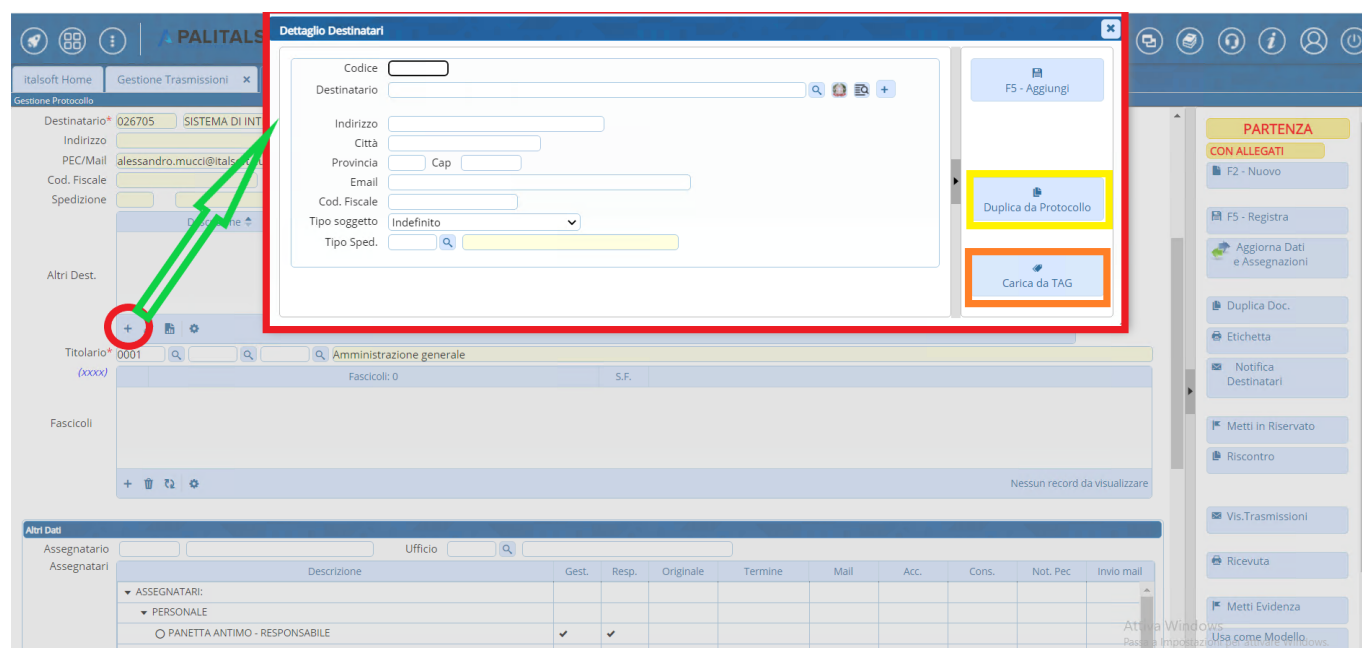 PALITALS
italsoft Home
Gestione Trasmissioni
Gestione Protocollo
Destinatario* 026705 SISTEMA DI INT
Indirizzo
PEC/Mail
Cod. Fiscale
Spedizione
Altri Dest.
Dettaglio Destinatari
Codice
Destinatario
Indirizzo
Città
Provincia Cap
Email
Cod. Fiscale
Tipo soggetto Indefinito
Tipo Sped.
F5 - Aggiungi
Duplica da Protocollo
Carica da TAG
Titolario* 0001 Amministrazione generale
(xxxx)
Fascicoli: 0 S.F.
Fascicoli
Nessun record da visualizzare
Altri Dati
Assegnatario Ufficio
Assegnatari
Descrizione Gest. Resp. Originale Termine Mail Acc. Cons. Not. Pec Invio mail
ASSEGNATARI:
PERSONALE
PANETTA ANTIMO - RESPONSABILE
PARTENZA
CON ALLEGATI
F2 - Nuovo
F5 - Registra
Aggiorna Dati
e Assegnazioni
Duplica Doc.
Etichetta
Notifica
Destinatari
Metti in Riservato
Riscontro
Vis.Trasmissioni
Ricevuta
Metti Evidenza
Usa come Modello
Attiva Windows